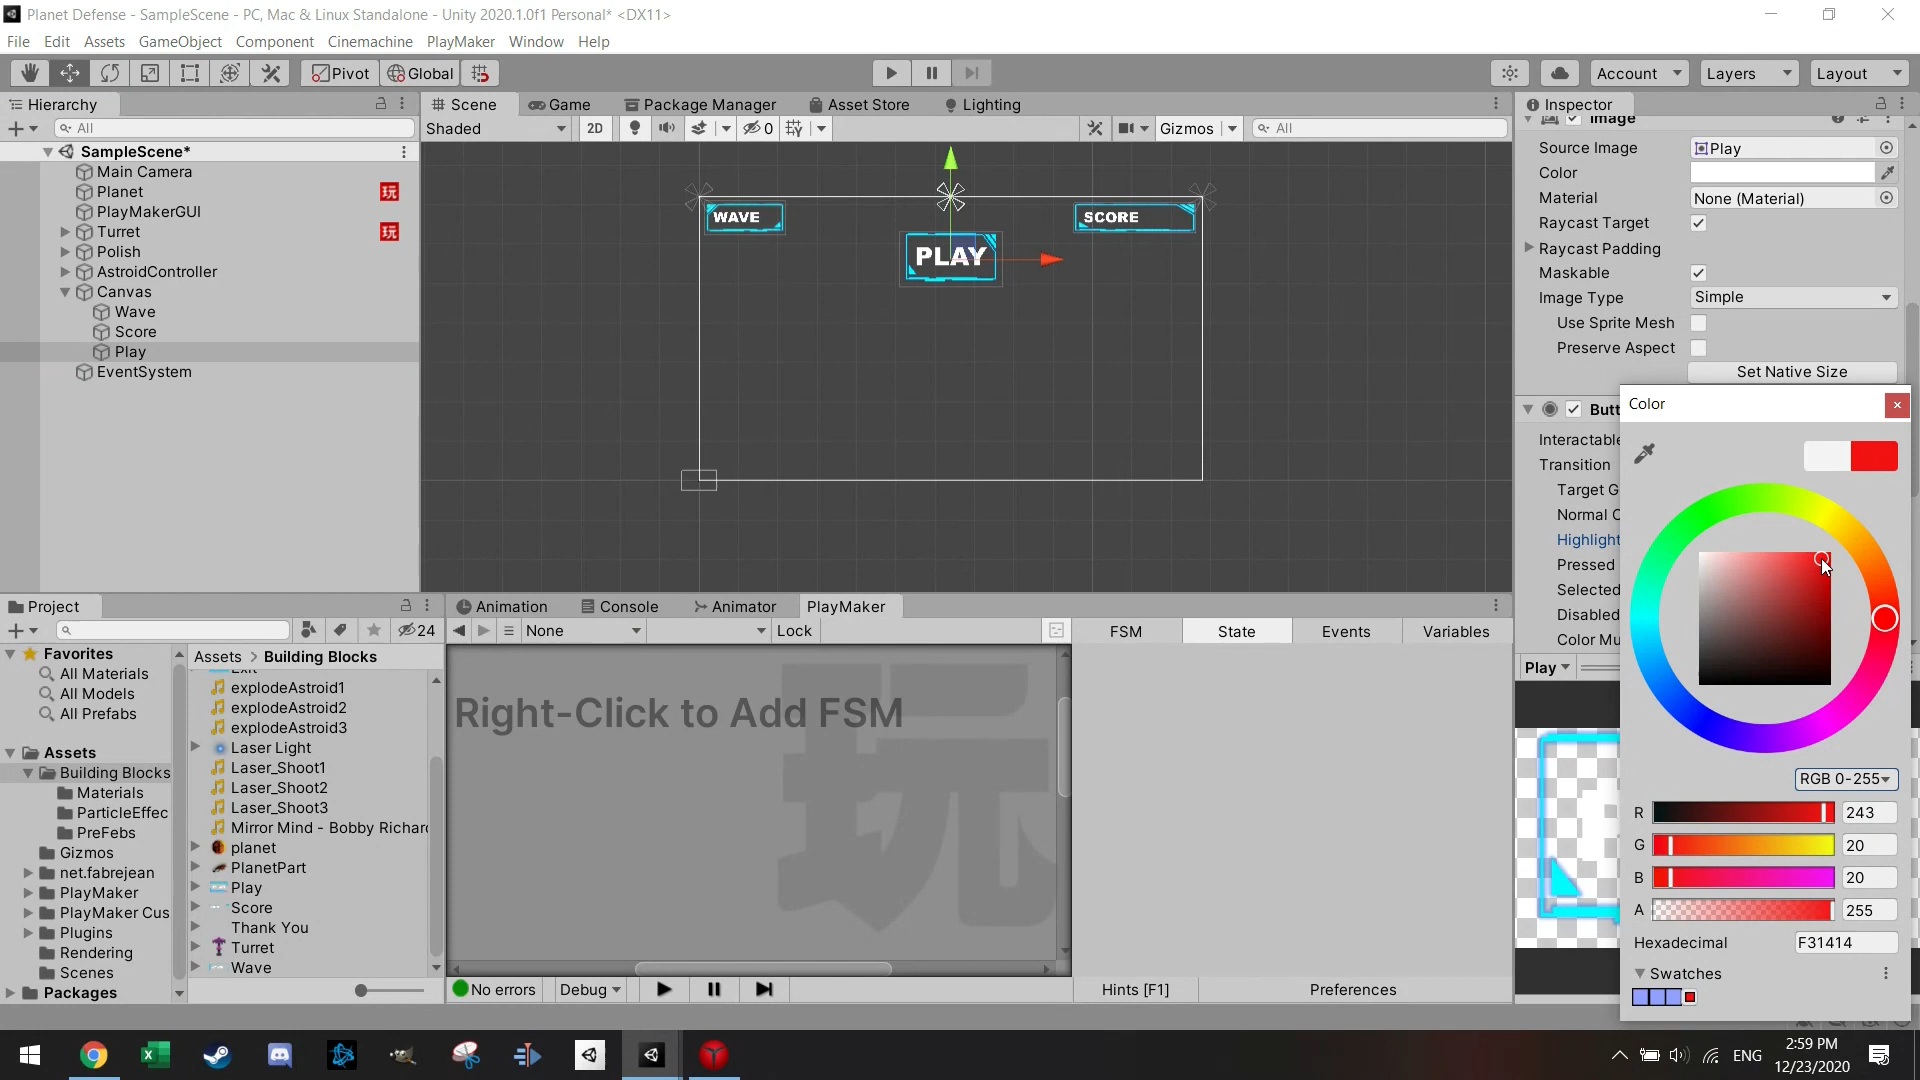 Planet Defense - SampleScene - PC, Mac & Linux Standalone - Unity 2020.1.0f1 Personal* <DX11>
File Edit Assets GameObject Component Cinemachine PlayMaker Window Help
Pivot Global Account Layers Layout
Hierarchy
All
SampleScene*
Main Camera
Planet 玩
PlayMakerGUI
Turret 玩
Polish
AstroidController
Canvas
Wave
Score
Play
EventSystem
Scene Game Package Manager Asset Store Lighting
Shaded 2D 0 Gizmos All
WAVE
SCORE
PLAY
Inspector
Image
Source Image Play
Color
Material None (Material)
Raycast Target
Raycast Padding
Maskable
Image Type Simple
Use Sprite Mesh
Preserve Aspect
Set Native Size
Butt
Interactable
Transition
Target G
Normal C
Highlight
Pressed
Selected
Disabled
Color Mu
Play
Color
RGB 0-255
R 243
G 20
B 20
A 255
Hexadecimal F31414
Swatches
Project
24
Favorites
All Materials
All Models
All Prefabs
Assets
Building Blocks
Materials
ParticleEffec
PreFebs
Gizmos
net.fabrejean
PlayMaker
PlayMaker Cus
Plugins
Rendering
Scenes
Packages
Assets > Building Blocks
explodeAstroid1
explodeAstroid2
explodeAstroid3
Laser Light
Laser_Shoot1
Laser_Shoot2
Laser_Shoot3
Mirror Mind - Bobby Richar
planet
PlanetPart
Play
Score
Thank You
Turret
Wave
Animation Console Animator PlayMaker
None Lock
FSM State Events Variables
Right-Click to Add FSM
玩
No errors Debug Hints [F1] Preferences
ENG
2:59 PM
12/23/2020